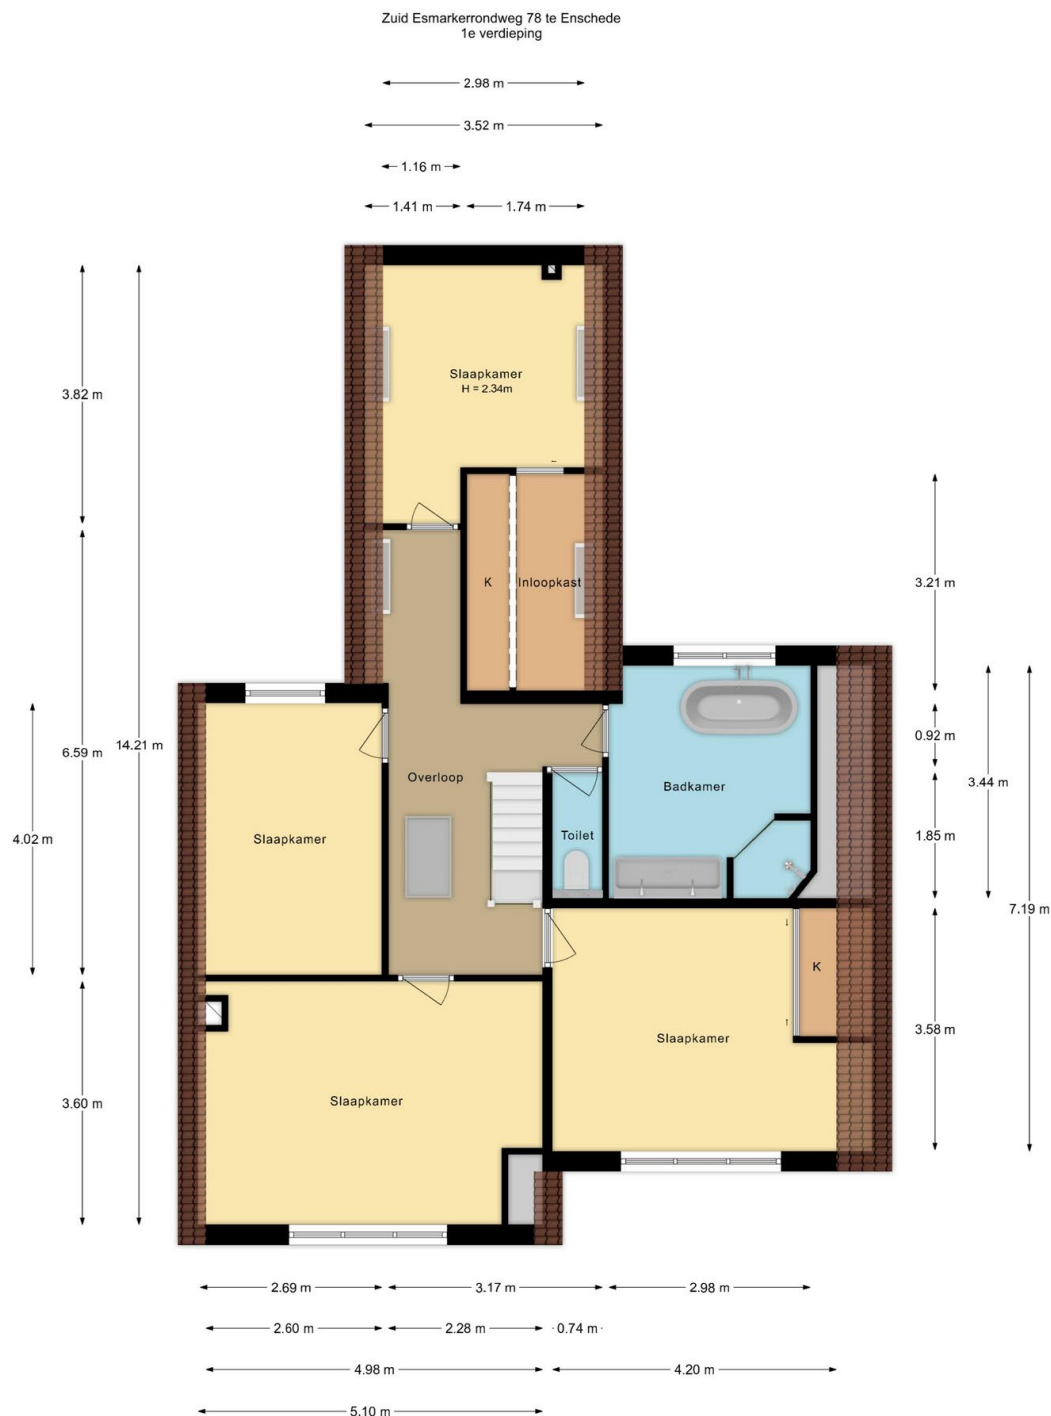 Zuid Esmarkerrondweg 78 te Enschede
1e verdieping
2.98 m
3.52 m
1.16 m
1.41 m
1.74 m
3.82 m
Slaapkamer
H = 2.34m
K
Inloopkast
3.21 m
14.21 m
6.59 m
0.92 m
3.44 m
Overloop
Badkamer
4.02 m
Slaapkamer
Toilet
1.85 m
7.19 m
K
3.58 m
Slaapkamer
3.60 m
Slaapkamer
2.69 m
3.17 m
2.98 m
2.60 m
2.28 m
0.74 m
4.98 m
4.20 m
5.10 m